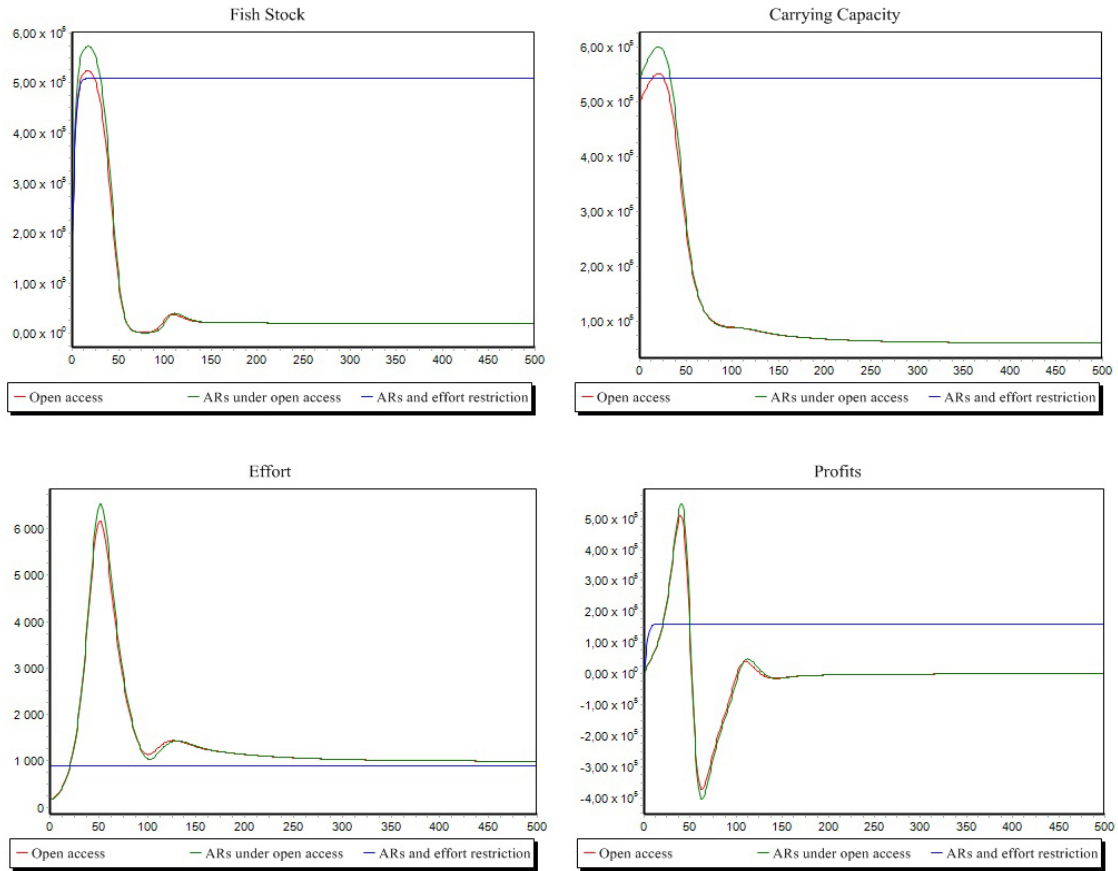 Fish Stock
6,00 x 10⁵
5,00 x 10⁵
4,00 x 10⁵
3,00 x 10⁵
2,00 x 10⁵
1,00 x 10⁵
0,00 x 10⁰
0 50 100 150 200 250 300 350 400 450 500
Open access ARs under open access ARs and effort restriction
Carrying Capacity
6,00 x 10⁵
5,00 x 10⁵
4,00 x 10⁵
3,00 x 10⁵
2,00 x 10⁵
1,00 x 10⁵
0 50 100 150 200 250 300 350 400 450 500
Open access ARs under open access ARs and effort restriction
Effort
6 000
5 000
4 000
3 000
2 000
1 000
0
0 50 100 150 200 250 300 350 400 450 500
Open access ARs under open access ARs and effort restriction
Profits
5,00 x 10⁵
4,00 x 10⁵
3,00 x 10⁵
2,00 x 10⁵
1,00 x 10⁵
0,00 x 10⁰
-1,00 x 10⁵
-2,00 x 10⁵
-3,00 x 10⁵
-4,00 x 10⁵
0 50 100 150 200 250 300 350 400 450 500
Open access ARs under open access ARs and effort restriction